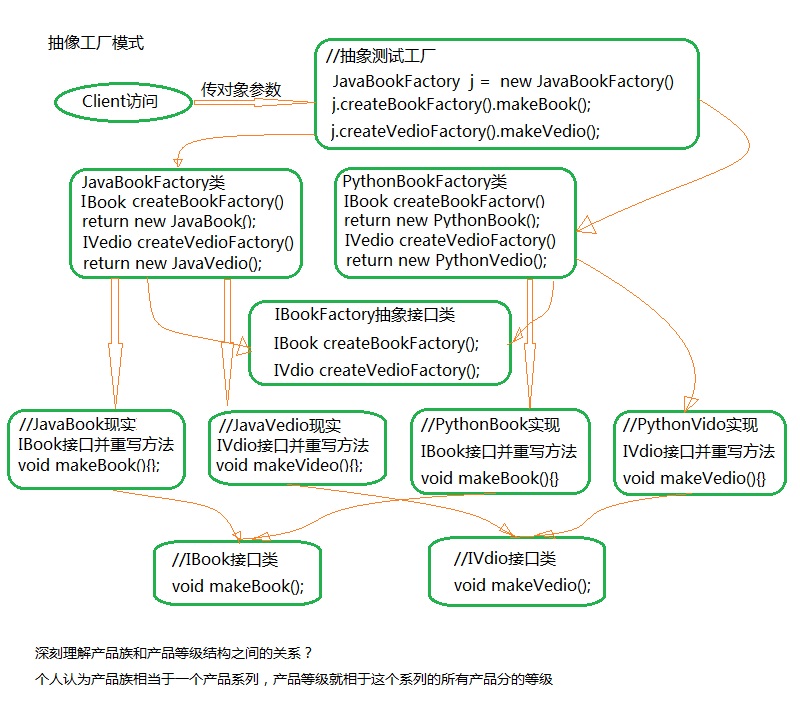 抽像工厂模式
//抽象测试工厂
JavaBookFactory j = new JavaBookFactory()
j.createBookFactory().makeBook();
j.createVedioFactory().makeVedio();
Client访问
传对象参数
JavaBookFactory类
IBook createBookFactory()
return new JavaBook();
IVedio createVedioFactory()
return new JavaVedio();
PythonBookFactory类
IBook createBookFactory()
return new PythonBook();
IVedio createVedioFactory()
return new PythonVedio();
IBookFactory抽象接口类
IBook createBookFactory();
IVdio createVedioFactory();
//JavaBook现实
IBook接口并重写方法
void makeBook(){};
//JavaVedio现实
IVdio接口并重写方法
void makeVideo(){};
//PythonBook实现
IBook接口并重写方法
void makeBook(){}
//PythonVido实现
IVdio接口并重写方法
void makeVedio(){}
//IBook接口类
void makeBook();
//IVdio接口类
void makeVedio();
深刻理解产品族和产品等级结构之间的关系？
个人认为产品族相当于一个产品系列，产品等级就相于这个系列的所有产品分的等级